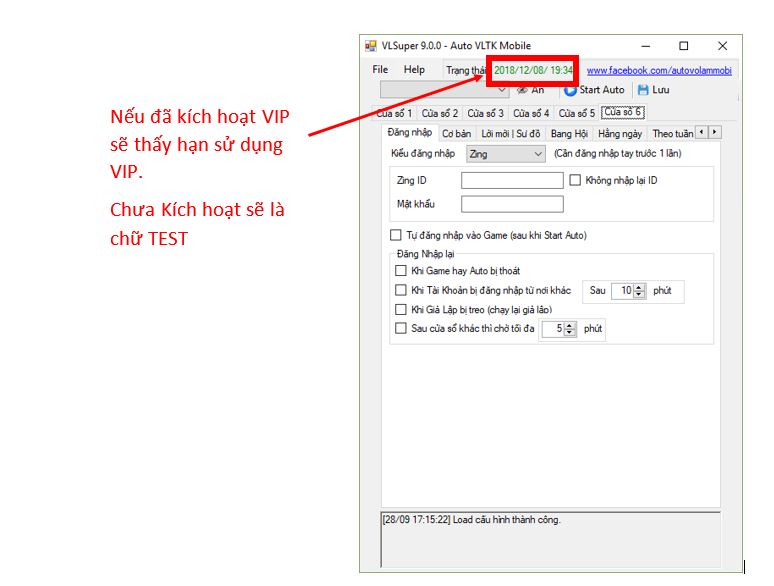 VLSuper 9.0.0 - Auto VLTK Mobile
File Help Trạng thái 2018/12/08/ 19:34 www.facebook.com/autovolammobi
Ẩn Start Auto Lưu
Cửa sổ 1 Cửa sổ 2 Cửa sổ 3 Cửa sổ 4 Cửa sổ 5 Cửa sổ 6
Đăng nhập Cơ bản Lời mời | Sư đồ Bang Hội Hằng ngày Theo tuần
Kiểu đăng nhập Zing (Cần đăng nhập tay trước 1 lần)
Zing ID Không nhập lại ID
Mật khẩu
Tự đăng nhập vào Game (sau khi Start Auto)
Đăng Nhập lại
Khi Game hay Auto bị thoát
Khi Tài Khoản bị đăng nhập từ nơi khác Sau 10 phút
Khi Giả Lập bị treo (chạy lại giả lập)
Sau cửa sổ khác thì chờ tối đa 5 phút
[28/09 17:15:22] Load cấu hình thành công.
Nếu đã kích hoạt VIP
sẽ thấy hạn sử dụng
VIP.
Chưa Kích hoạt sẽ là
chữ TEST